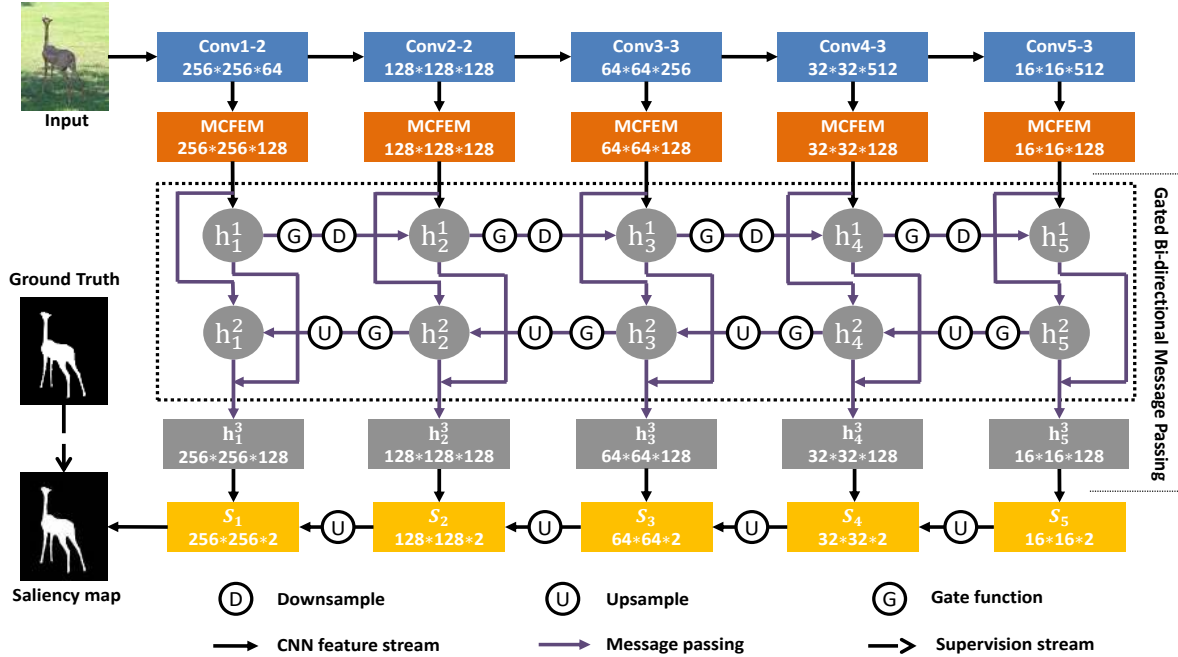 Input
Conv1-2
256*256*64
Conv2-2
128*128*128
Conv3-3
64*64*256
Conv4-3
32*32*512
Conv5-3
16*16*512
MCFEM
256*256*128
MCFEM
128*128*128
MCFEM
64*64*128
MCFEM
32*32*128
MCFEM
16*16*128
h₁¹ G D h₂¹ G D h₃¹ G D h₄¹ G D h₅¹
h₁² U G h₂² U G h₃² U G h₄² U G h₅²
Gated Bi-directional Message Passing
Ground Truth
h₁³
256*256*128
h₂³
128*128*128
h₃³
64*64*128
h₄³
32*32*128
h₅³
16*16*128
S₁
256*256*2
U
S₂
128*128*2
U
S₃
64*64*2
U
S₄
32*32*2
U
S₅
16*16*2
Saliency map
D Downsample
U Upsample
G Gate function
CNN feature stream
Message passing
Supervision stream